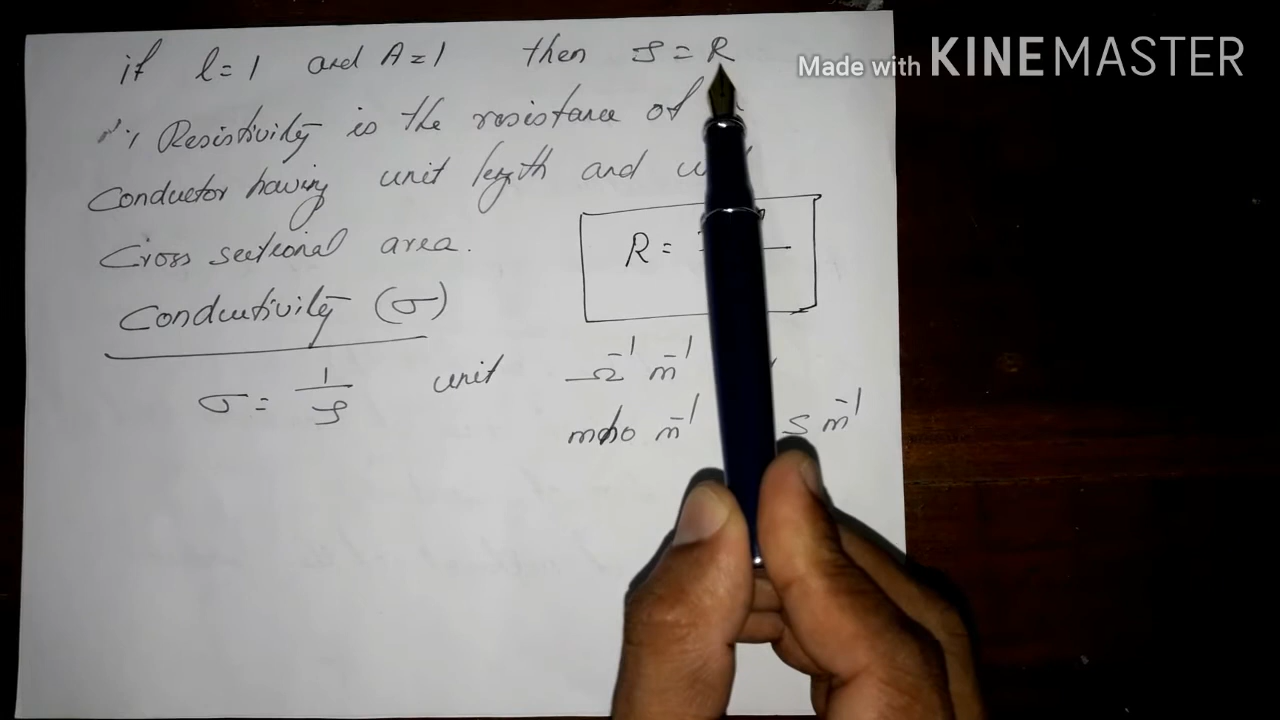 if l = 1 and A = 1 then ρ = R
Made with KINEMASTER
∴ Resistivity is the resistance of
Conductor having unit length and
Cross sectional area.
R =
Conductivity (σ)
σ = 1/ρ unit Ω⁻¹ m⁻¹
mho m⁻¹ S m⁻¹